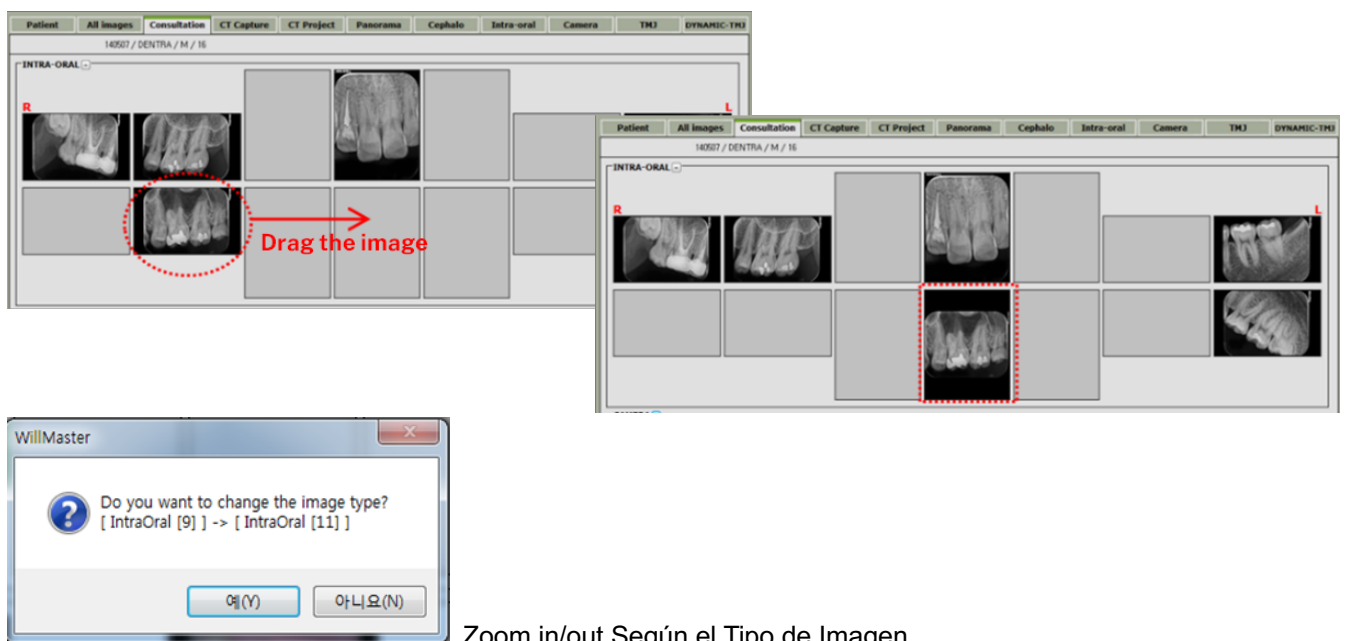 Patient All images Consultation CT Capture CT Project Panorama Cephalo Intra-oral Camera TMJ DYNAMIC-TMJ
140507 / DENTRA / M / 16
INTRA-ORAL
R L
Drag the image
Patient All images Consultation CT Capture CT Project Panorama Cephalo Intra-oral Camera TMJ DYNAMIC-TMJ
140507 / DENTRA / M / 16
INTRA-ORAL
R L
WillMaster
Do you want to change the image type?
[ IntraOral [9] ] -> [ IntraOral [11] ]
예(Y) 아니요(N)
Zoom in/out Según el Tipo de Imagen